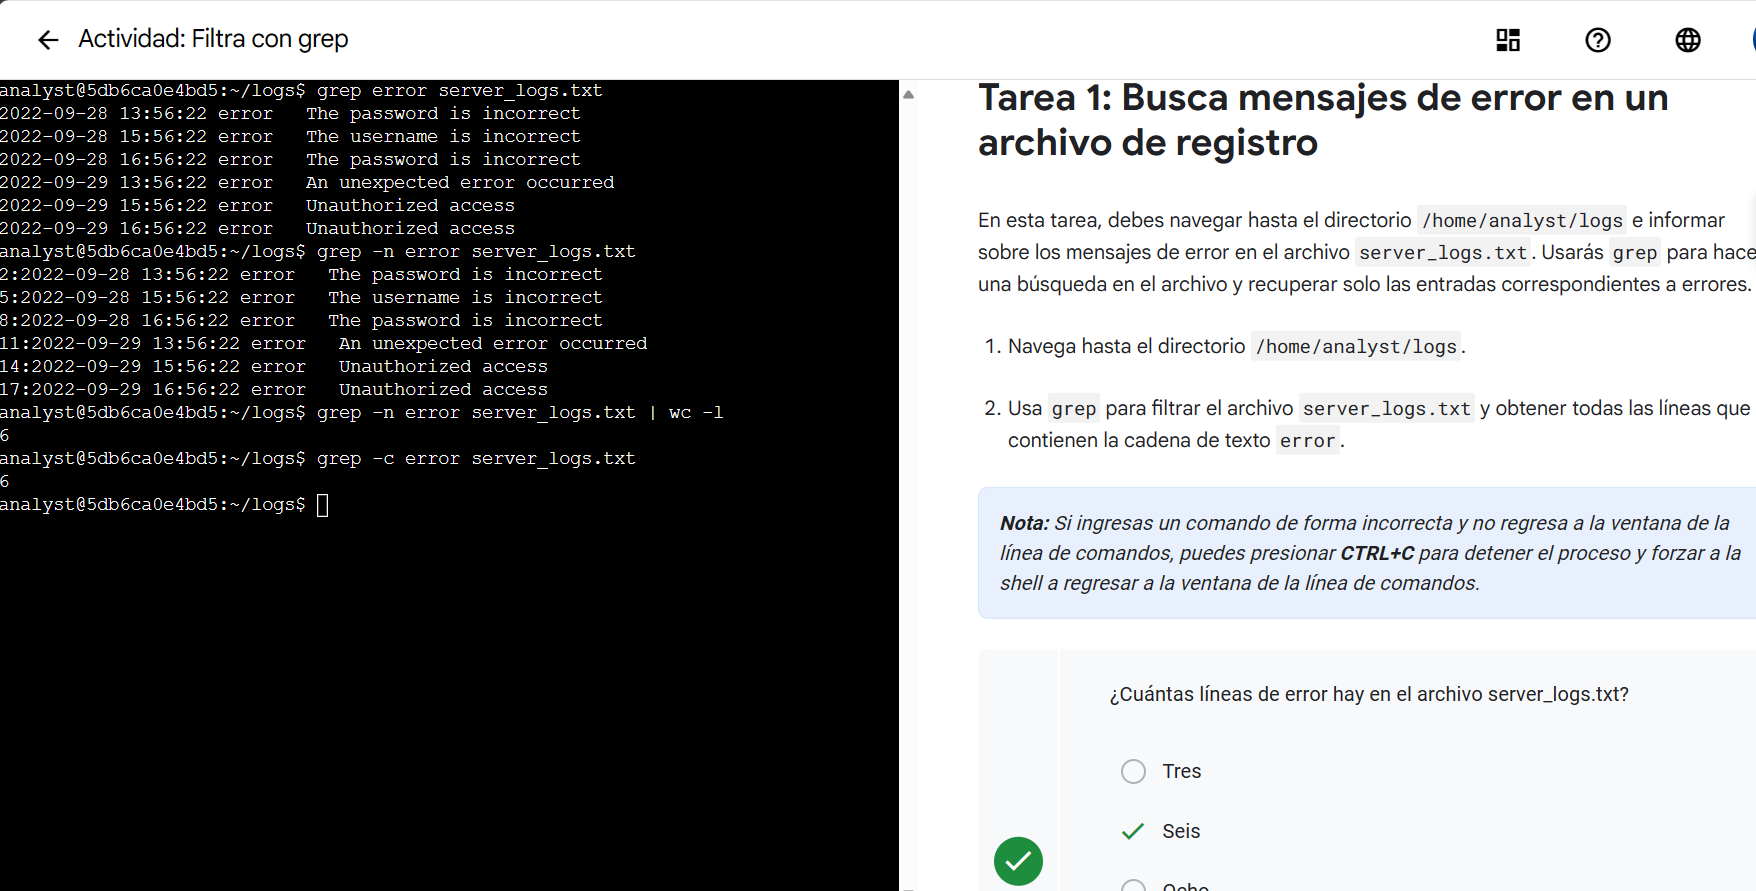 Actividad: Filtra con grep
analyst@5db6ca0e4bd5:~/logs$ grep error server_logs.txt
2022-09-28 13:56:22 error   The password is incorrect
2022-09-28 15:56:22 error   The username is incorrect
2022-09-28 16:56:22 error   The password is incorrect
2022-09-29 13:56:22 error   An unexpected error occurred
2022-09-29 15:56:22 error   Unauthorized access
2022-09-29 16:56:22 error   Unauthorized access
analyst@5db6ca0e4bd5:~/logs$ grep -n error server_logs.txt
2:2022-09-28 13:56:22 error   The password is incorrect
5:2022-09-28 15:56:22 error   The username is incorrect
8:2022-09-28 16:56:22 error   The password is incorrect
11:2022-09-29 13:56:22 error   An unexpected error occurred
14:2022-09-29 15:56:22 error   Unauthorized access
17:2022-09-29 16:56:22 error   Unauthorized access
analyst@5db6ca0e4bd5:~/logs$ grep -n error server_logs.txt | wc -l
6
analyst@5db6ca0e4bd5:~/logs$ grep -c error server_logs.txt
6
analyst@5db6ca0e4bd5:~/logs$
Tarea 1: Busca mensajes de error en un
archivo de registro
En esta tarea, debes navegar hasta el directorio /home/analyst/logs e informar
sobre los mensajes de error en el archivo server_logs.txt. Usarás grep para hace
una búsqueda en el archivo y recuperar solo las entradas correspondientes a errores.
1. Navega hasta el directorio /home/analyst/logs.
2. Usa grep para filtrar el archivo server_logs.txt y obtener todas las líneas que
contienen la cadena de texto error.
Nota: Si ingresas un comando de forma incorrecta y no regresa a la ventana de la
línea de comandos, puedes presionar CTRL+C para detener el proceso y forzar a la
shell a regresar a la ventana de la línea de comandos.
¿Cuántas líneas de error hay en el archivo server_logs.txt?
Tres
Seis
Ocho